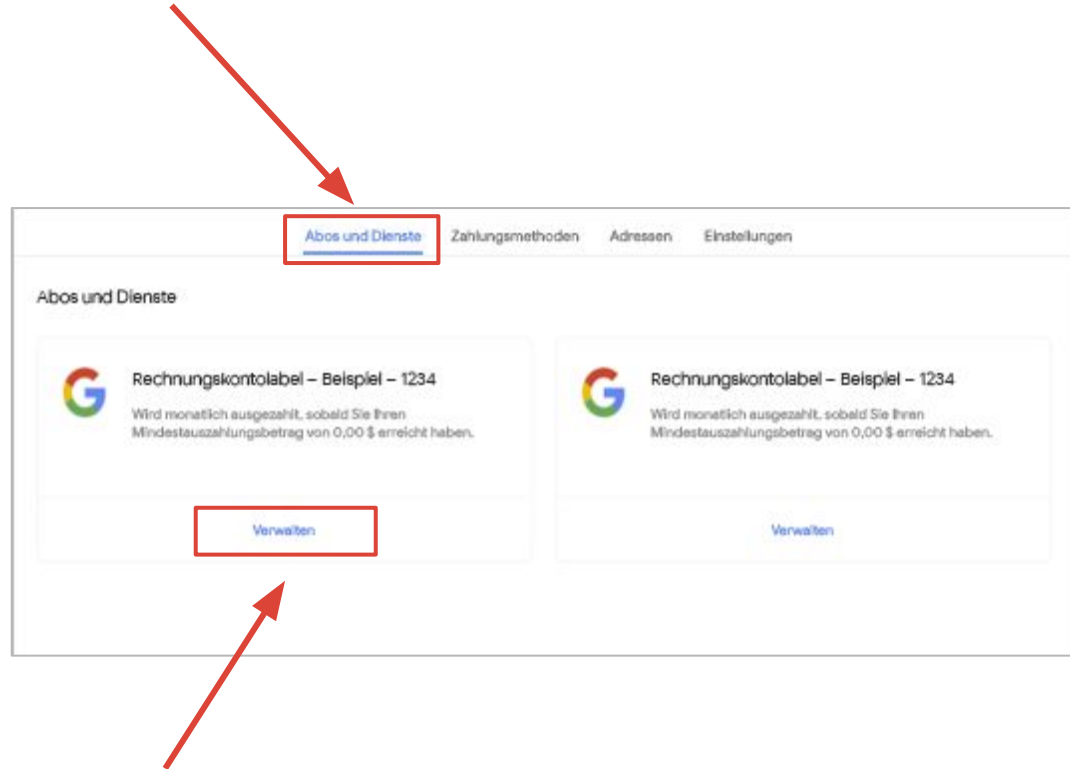 Abos und Dienste Zahlungsmethoden Adressen Einstellungen
Abos und Dienste
Rechnungskontolabel – Beispiel – 1234
Wird monatlich ausgezahlt, sobald Sie Ihren
Mindestauszahlungsbetrag von 0,00 $ erreicht haben.
Verwalten
Rechnungskontolabel – Beispiel – 1234
Wird monatlich ausgezahlt, sobald Sie Ihren
Mindestauszahlungsbetrag von 0,00 $ erreicht haben.
Verwalten